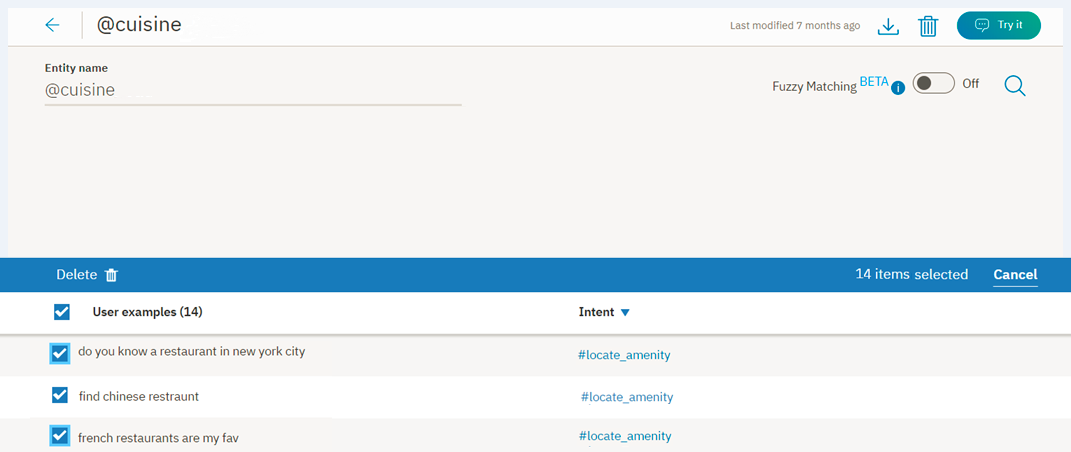 @cuisine Last modified 7 months ago Try it
Entity name
@cuisine
Fuzzy Matching BETA i Off
Delete 14 items selected Cancel
User examples (14) Intent
do you know a restaurant in new york city #locate_amenity
find chinese restraunt #locate_amenity
french restaurants are my fav #locate_amenity